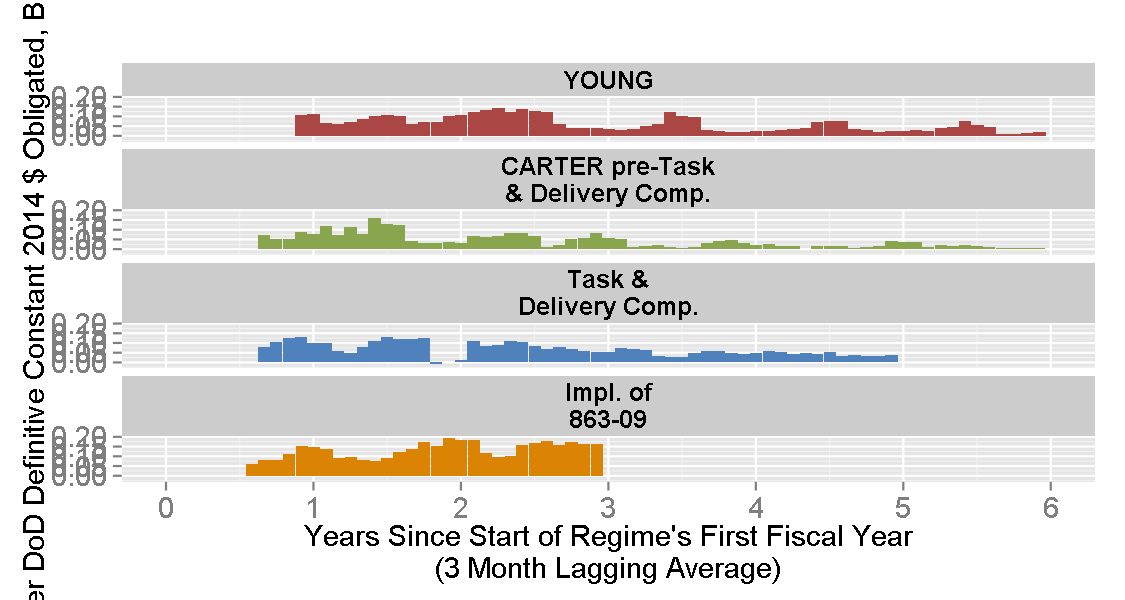 er DoD Definitive Constant 2014 $ Obligated, B
YOUNG
0.20
0.00
CARTER pre-Task
& Delivery Comp.
0.20
0.00
Task &
Delivery Comp.
0.20
0.00
Impl. of
863-09
0.20
0.00
0 1 2 3 4 5 6
Years Since Start of Regime's First Fiscal Year
(3 Month Lagging Average)